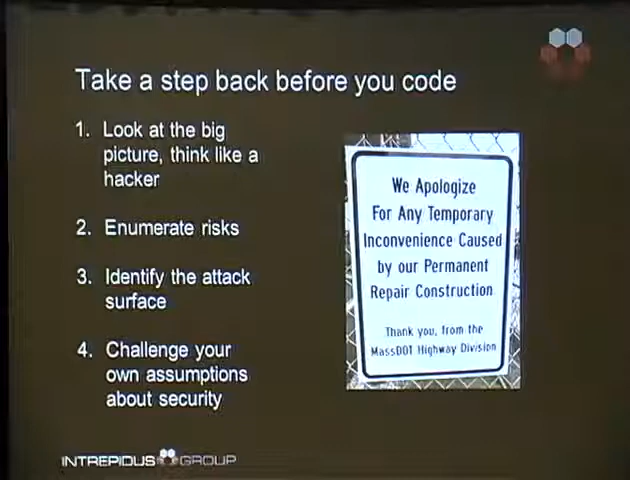 Take a step back before you code
1. Look at the big
picture, think like a
hacker
2. Enumerate risks
3. Identify the attack
surface
4. Challenge your
own assumptions
about security
We Apologize
For Any Temporary
Inconvenience Caused
by our Permanent
Repair Construction
Thank you, from the
MassDOT Highway Division
INTREPIDUS GROUP